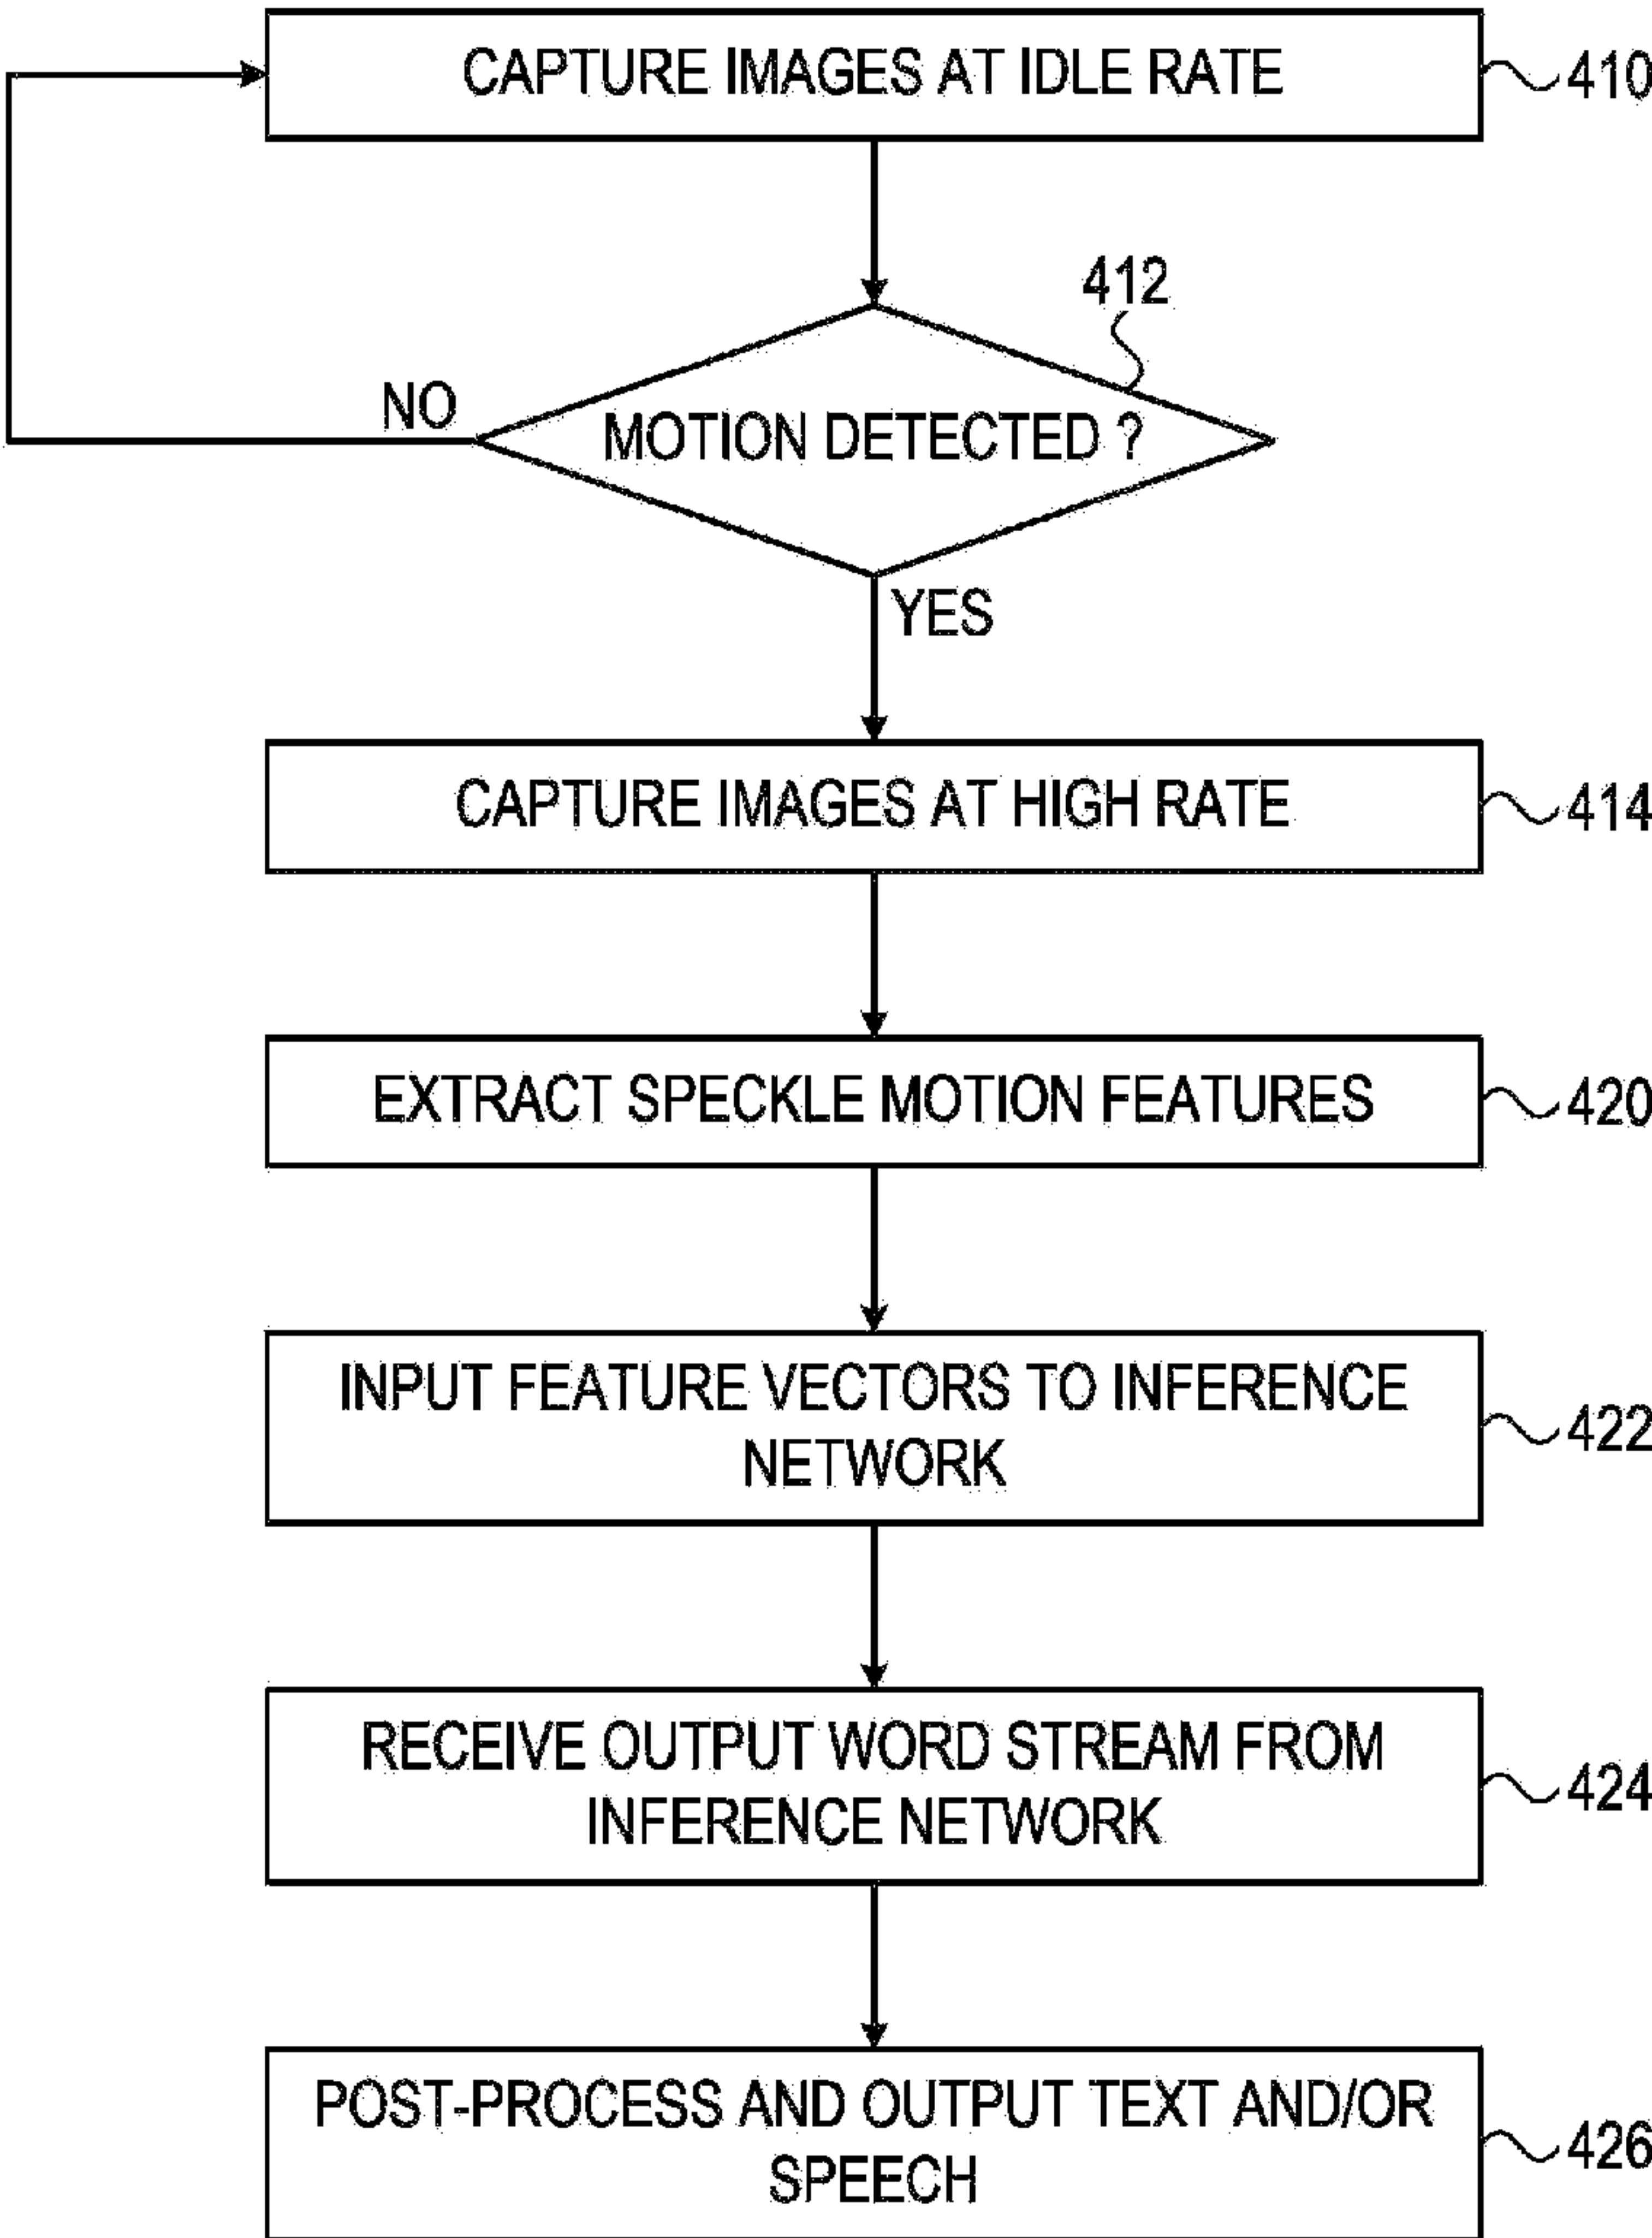 CAPTURE IMAGES AT IDLE RATE
410
412
NO
MOTION DETECTED ?
YES
CAPTURE IMAGES AT HIGH RATE
414
EXTRACT SPECKLE MOTION FEATURES
420
INPUT FEATURE VECTORS TO INFERENCE
NETWORK
422
RECEIVE OUTPUT WORD STREAM FROM
INFERENCE NETWORK
424
POST-PROCESS AND OUTPUT TEXT AND/OR
SPEECH
426